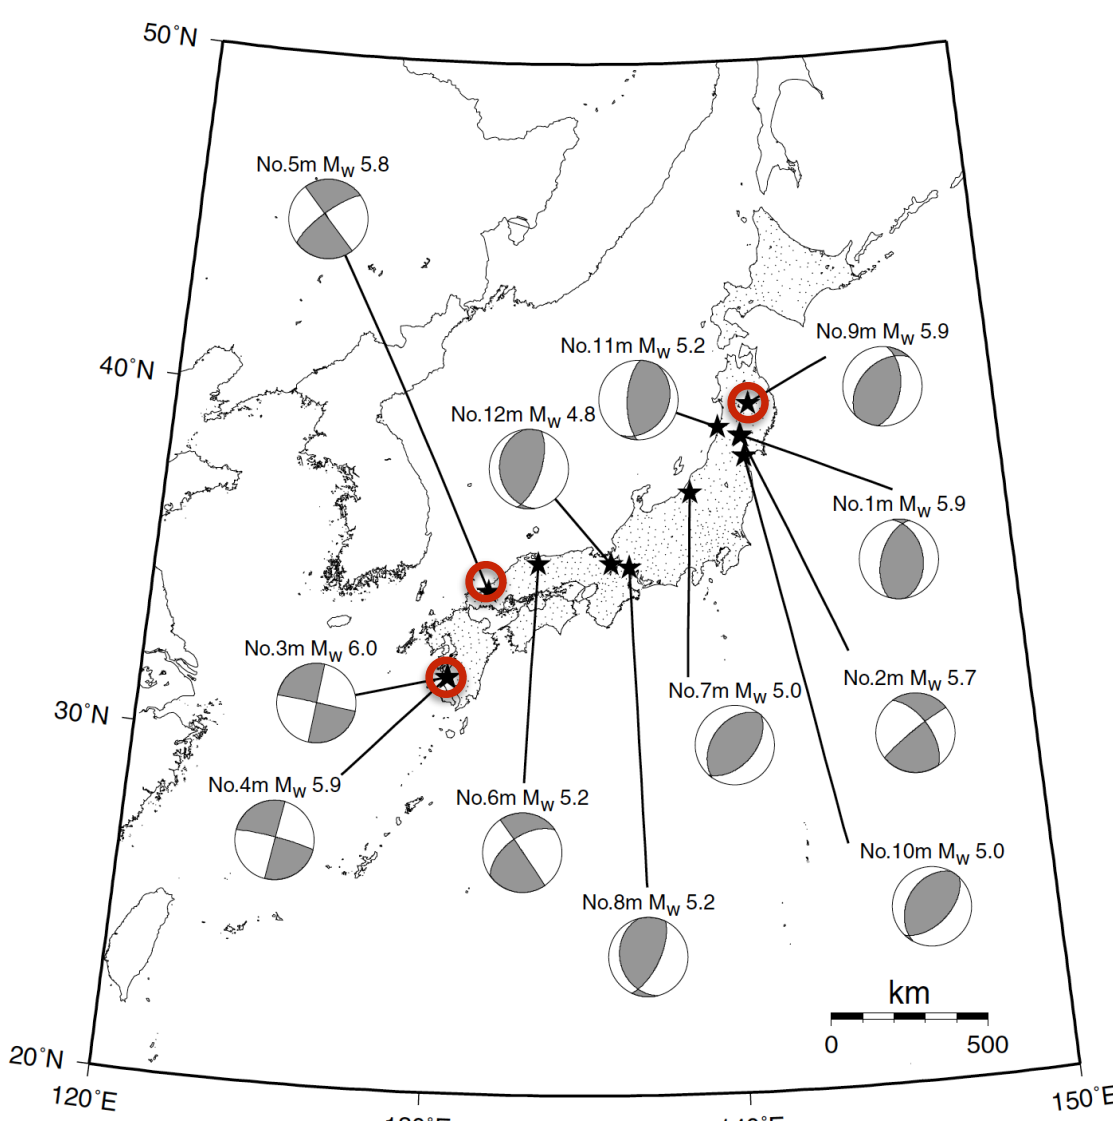 50°N
No.5m MW 5.8
No.9m MW 5.9
No.11m MW 5.2
40°N
No.12m MW 4.8
No.1m MW 5.9
No.3m MW 6.0
No.2m MW 5.7
No.7m MW 5.0
30°N
No.4m MW 5.9
No.6m MW 5.2
No.10m MW 5.0
No.8m MW 5.2
km
0 500
20°N
120°E
150°E